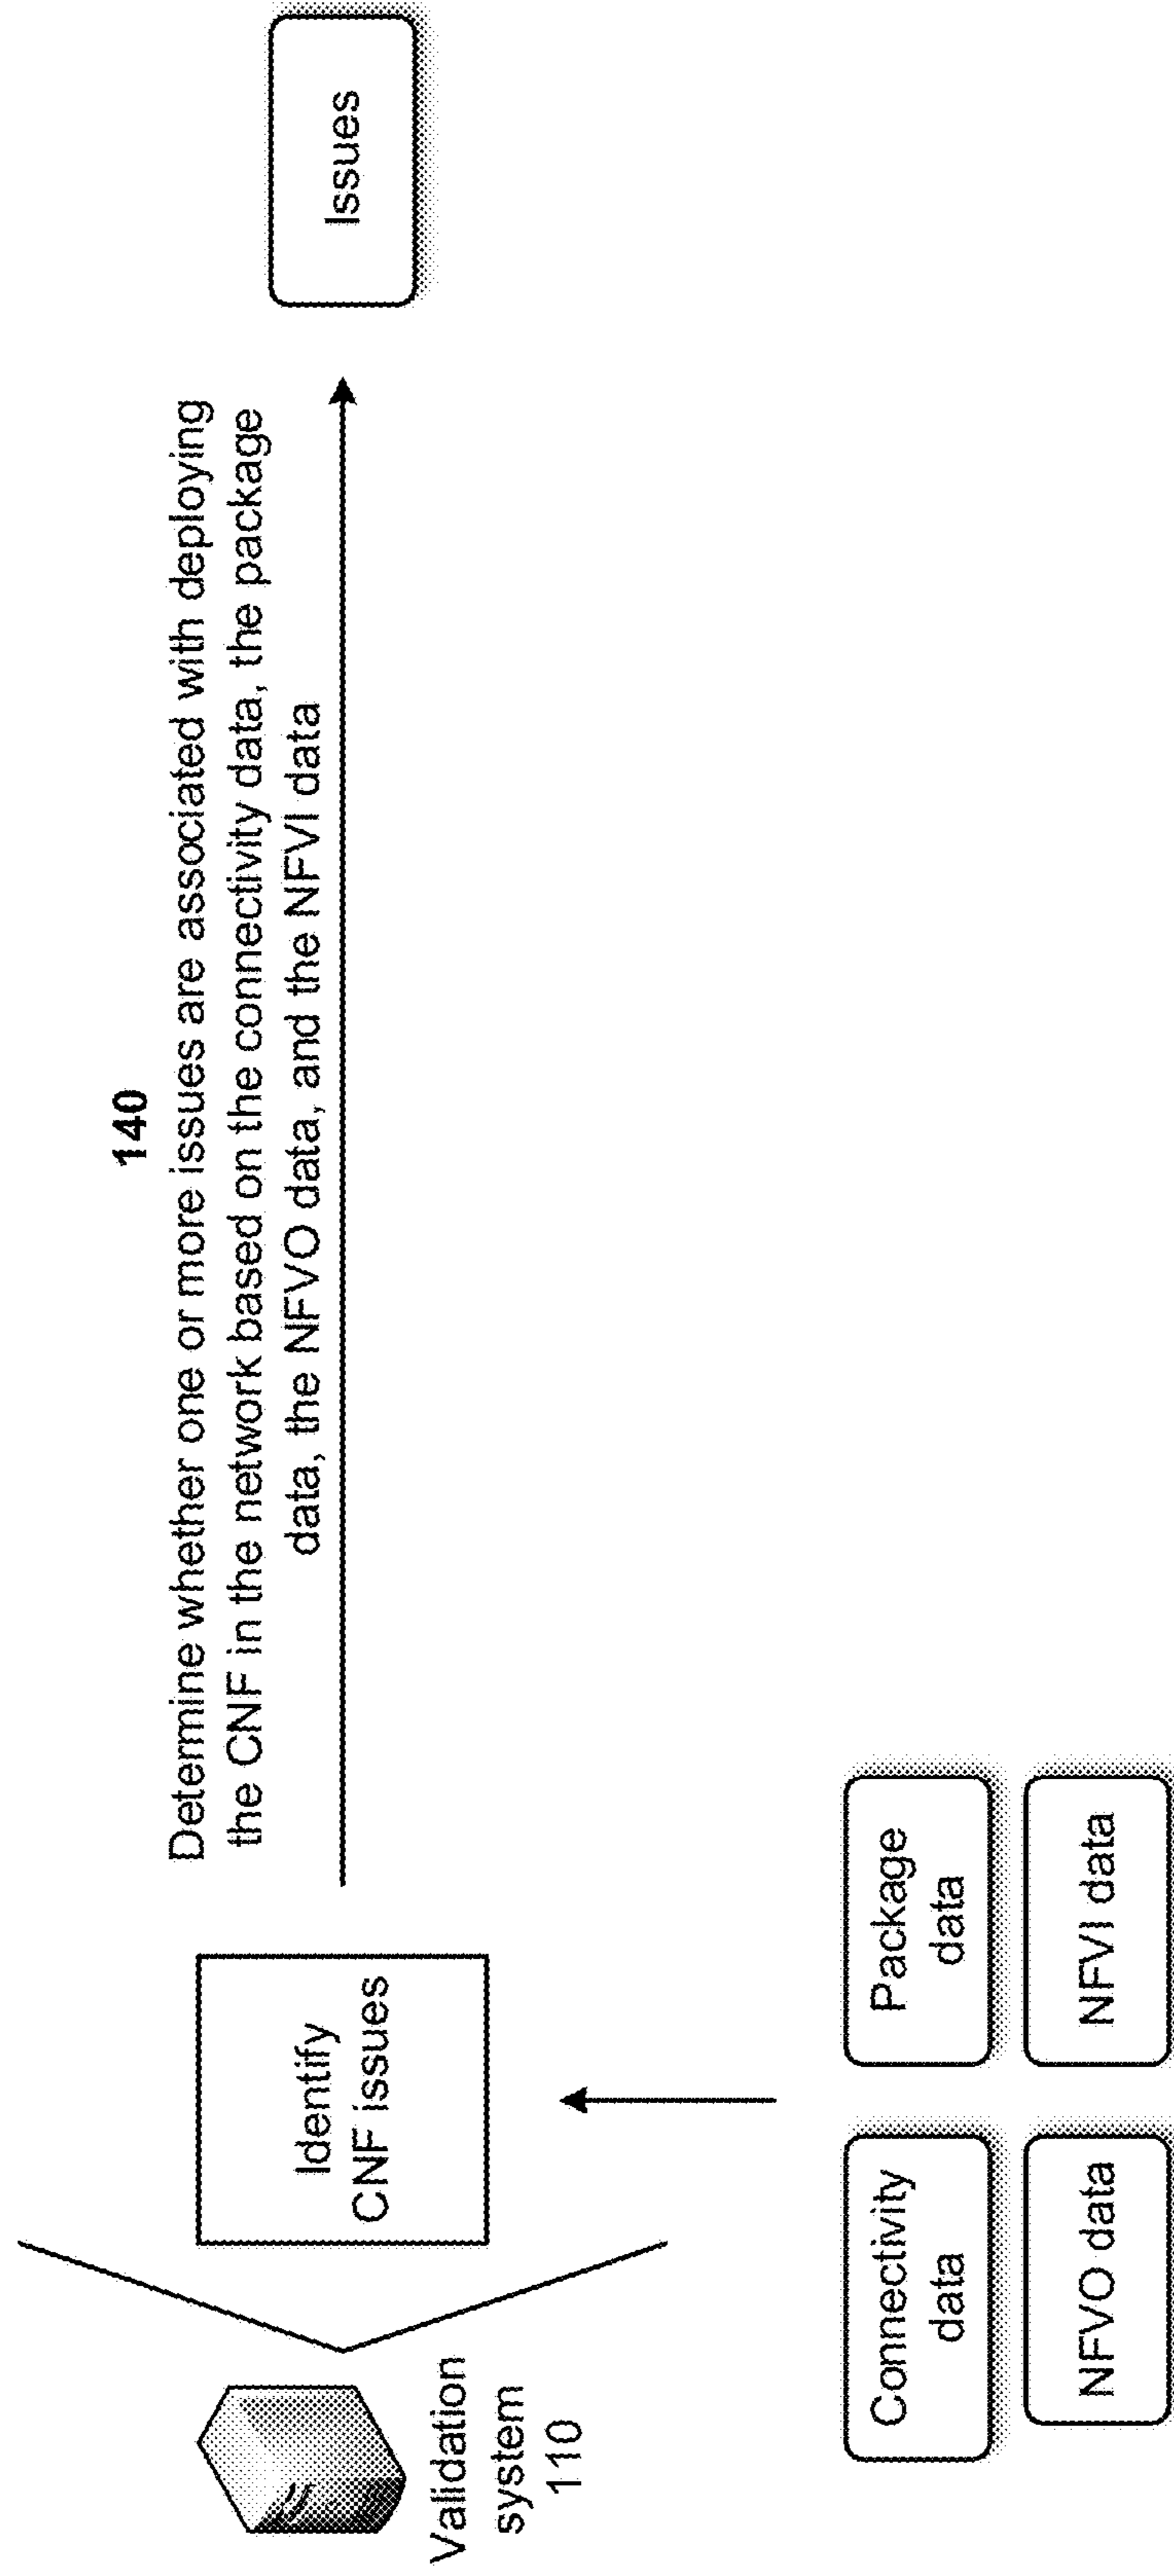 140
Determine whether one or more issues are associated with deploying
the CNF in the network based on the connectivity data, the package
data, the NFVO data, and the NFVI data
Validation
system
110
Identify
CNF issues
Issues
Connectivity
data
Package
data
NFVO data
NFVI data